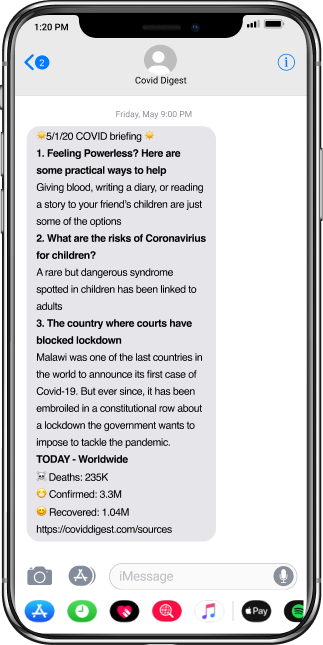 1:20 PM
2
Covid Digest
Friday, May 9:00 PM
☀️5/1/20 COVID briefing ☀️
1. Feeling Powerless? Here are
some practical ways to help
Giving blood, writing a diary, or reading
a story to your friend's children are just
some of the options
2. What are the risks of Coronavirius
for children?
A rare but dangerous syndrome
spotted in children has been linked to
adults
3. The country where courts have
blocked lockdown
Malawi was one of the last countries in
the world to announce its first case of
Covid-19. But ever since, it has been
embroiled in a constitutional row about
a lockdown the government wants to
impose to tackle the pandemic.
TODAY - Worldwide
☠️ Deaths: 235K
😷 Confirmed: 3.3M
😊 Recovered: 1.04M
https://coviddigest.com/sources
iMessage
Pay